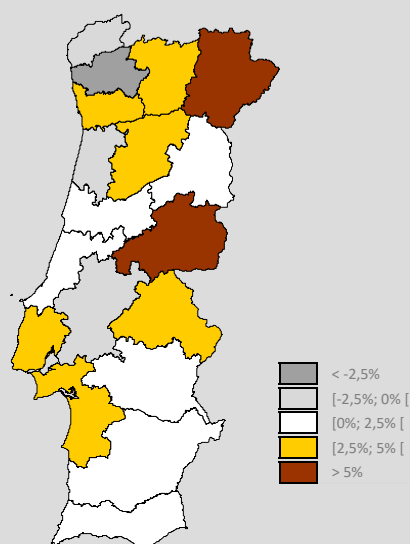 < -2,5%
[-2,5%; 0% [
[0%; 2,5% [
[2,5%; 5% [
> 5%